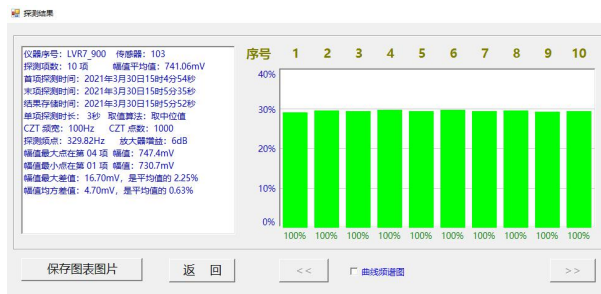 探测结果
仪器序号：LVR7_900 传感器：103
探测项数：10 项 幅值平均值：741.06mV
首项探测时间：2021年3月30日15时4分54秒
末项探测时间：2021年3月30日15时5分35秒
结果存储时间：2021年3月30日15时5分52秒
单项探测时长： 3秒 取值算法：取中位值
CZT 频宽：100Hz CZT 点数：1000
探测频点：329.82Hz 放大器增益：6dB
幅值最大点在第 04 项 幅值：747.4mV
幅值最小点在第 01 项 幅值：730.7mV
幅值最大差值：16.70mV，是平均值的 2.25%
幅值均方差值：4.70mV，是平均值的 0.63%
序号 1 2 3 4 5 6 7 8 9 10
40%
30%
20%
10%
0%
100% 100% 100% 100% 100% 100% 100% 100% 100% 100%
保存图表图片 返 回 << 曲线频谱图 >>